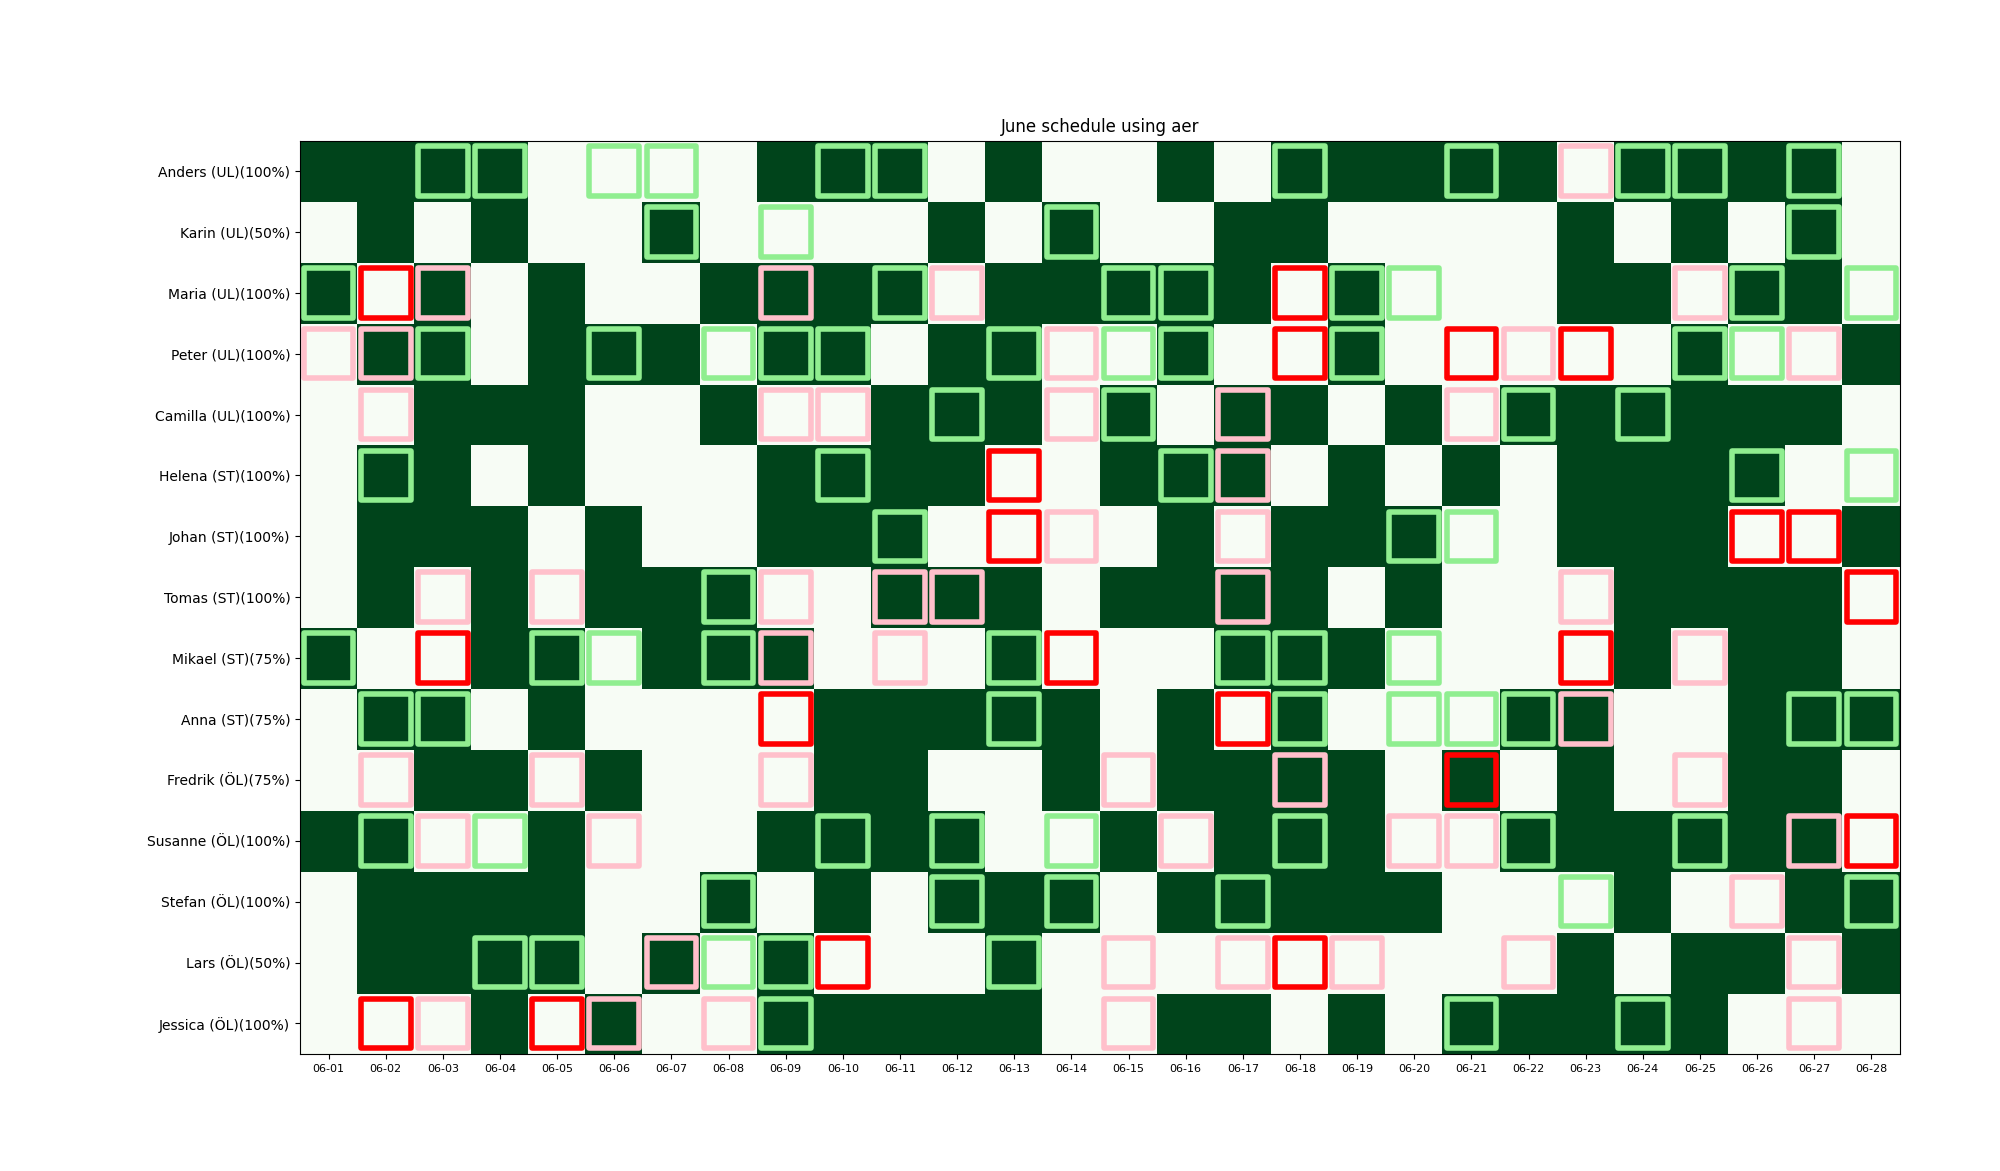 June schedule using aer
Anders (UL)(100%)
Karin (UL)(50%)
Maria (UL)(100%)
Peter (UL)(100%)
Camilla (UL)(100%)
Helena (ST)(100%)
Johan (ST)(100%)
Tomas (ST)(100%)
Mikael (ST)(75%)
Anna (ST)(75%)
Fredrik (ÖL)(75%)
Susanne (ÖL)(100%)
Stefan (ÖL)(100%)
Lars (ÖL)(50%)
Jessica (ÖL)(100%)
06-01 06-02 06-03 06-04 06-05 06-06 06-07 06-08 06-09 06-10 06-11 06-12 06-13 06-14 06-15 06-16 06-17 06-18 06-19 06-20 06-21 06-22 06-23 06-24 06-25 06-26 06-27 06-28